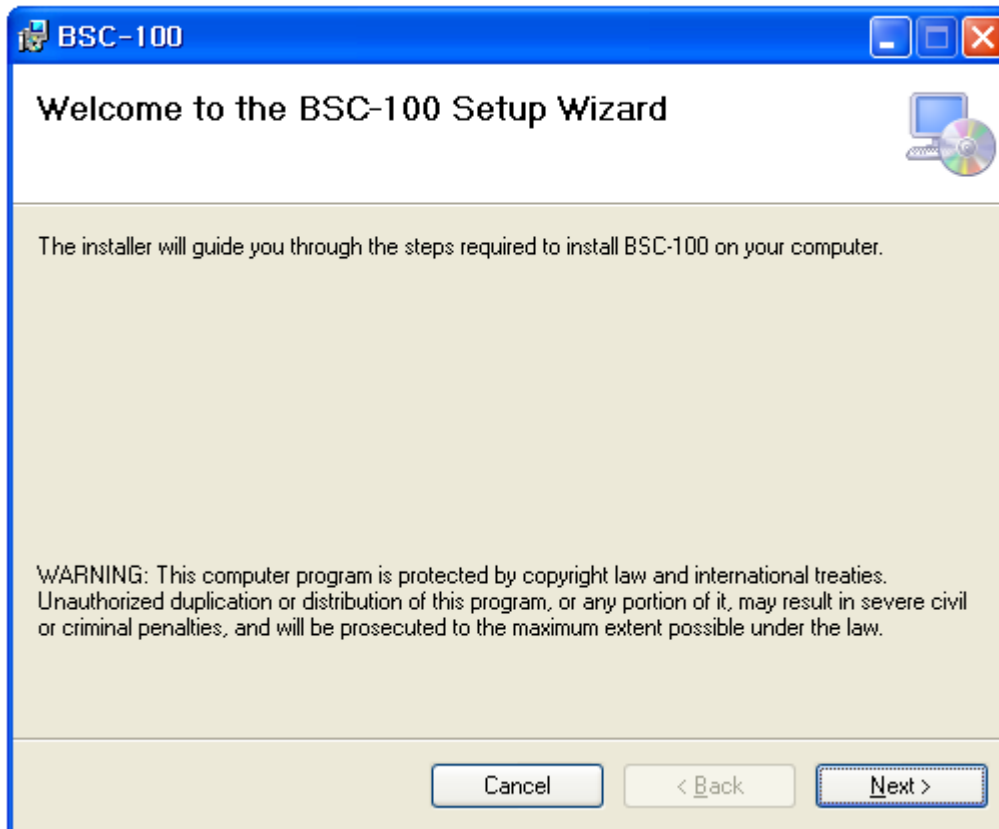 BSC-100
Welcome to the BSC-100 Setup Wizard
The installer will guide you through the steps required to install BSC-100 on your computer.
WARNING: This computer program is protected by copyright law and international treaties.
Unauthorized duplication or distribution of this program, or any portion of it, may result in severe civil
or criminal penalties, and will be prosecuted to the maximum extent possible under the law.
Cancel < Back Next >